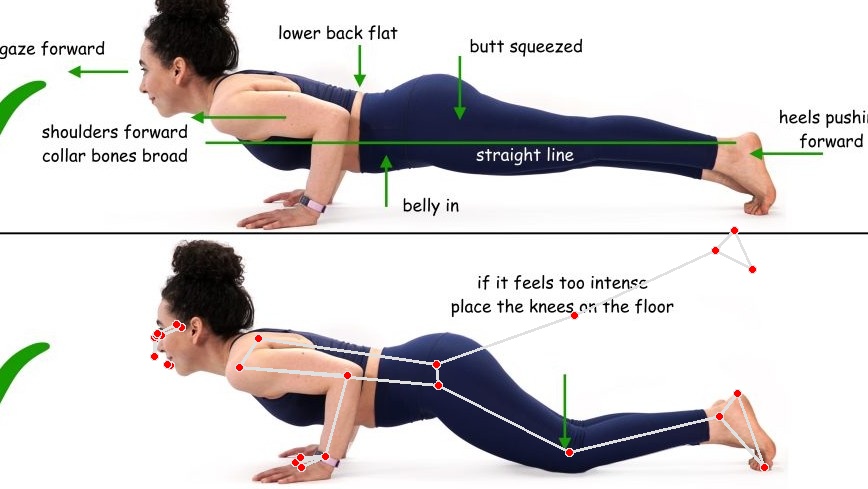 lower back flat
gaze forward
butt squeezed
shoulders forward
collar bones broad
heels pushi
forward
straight line
belly in
if it feels too intense
place the knees on the floor